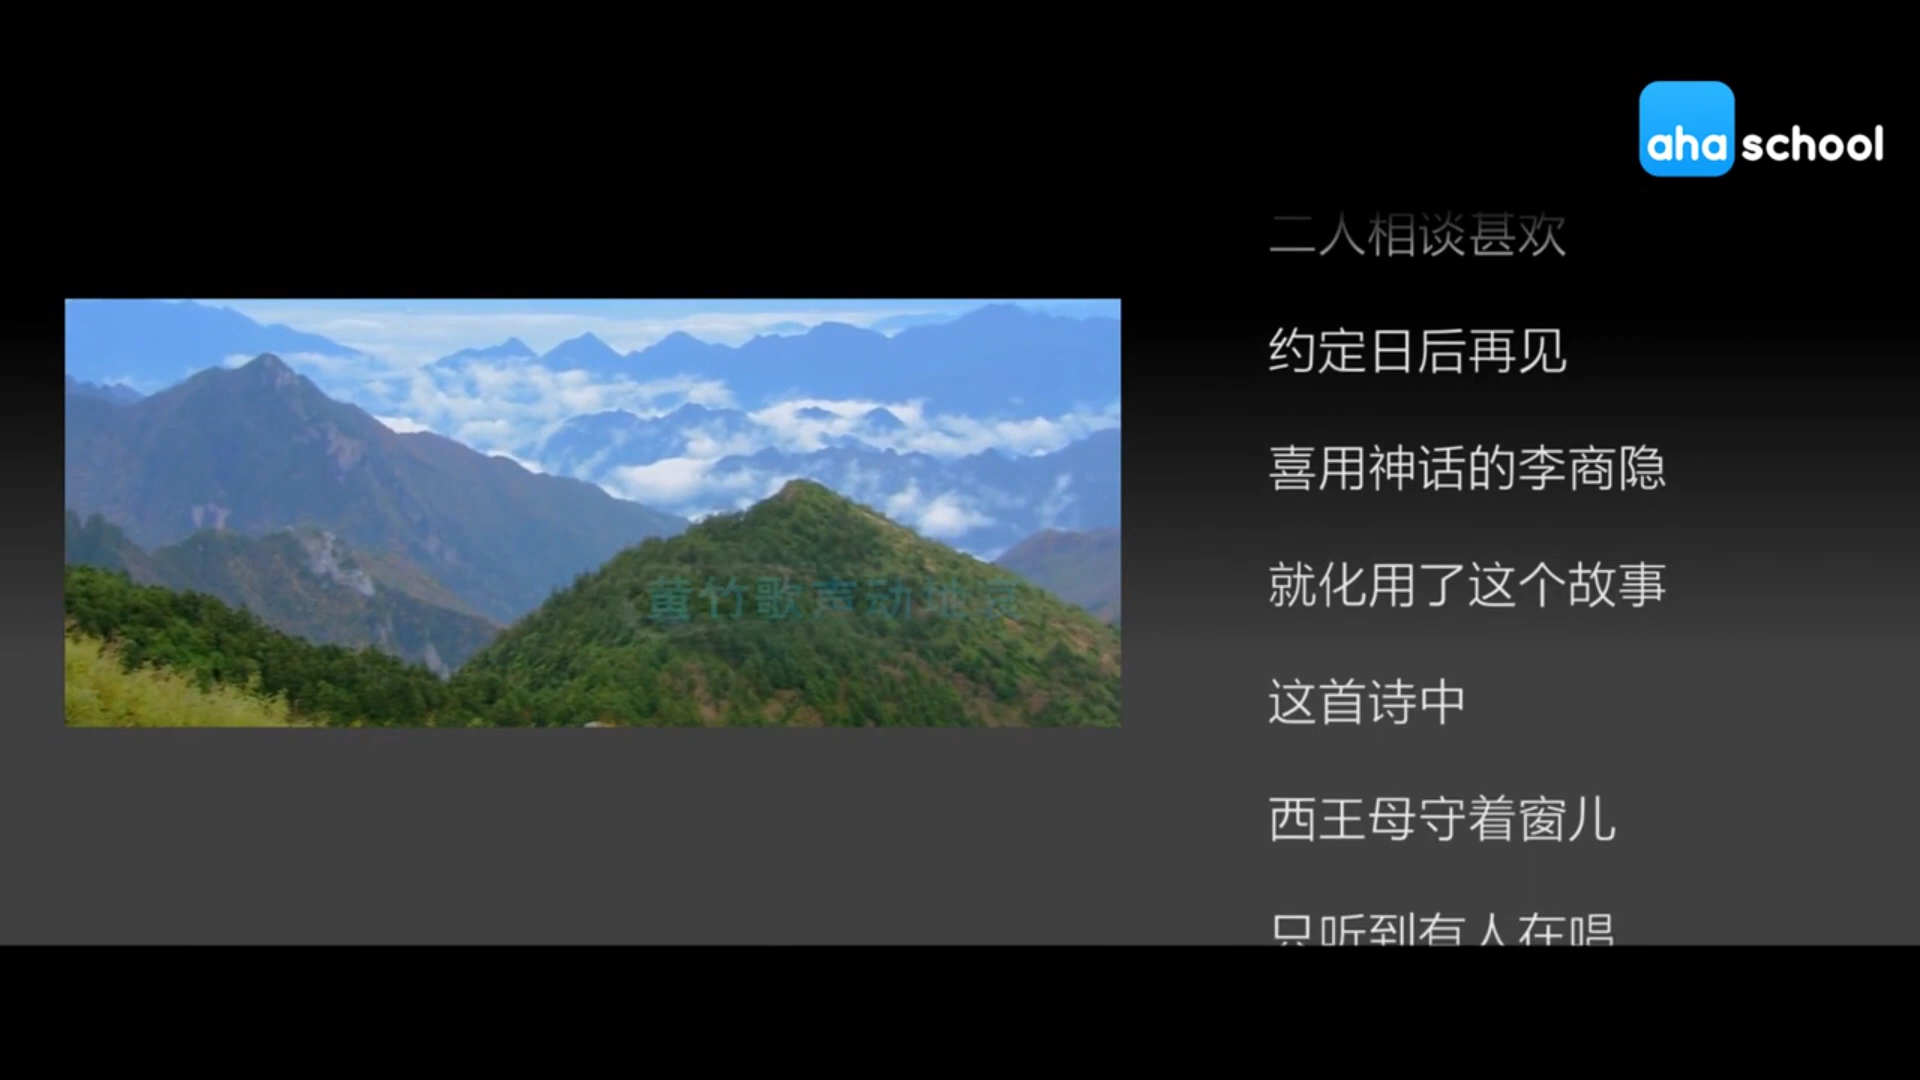 aha school
二人相谈甚欢
约定日后再见
喜用神话的李商隐
就化用了这个故事
这首诗中
西王母守着窗儿
只听到有人在唱
黄竹歌声动地哀